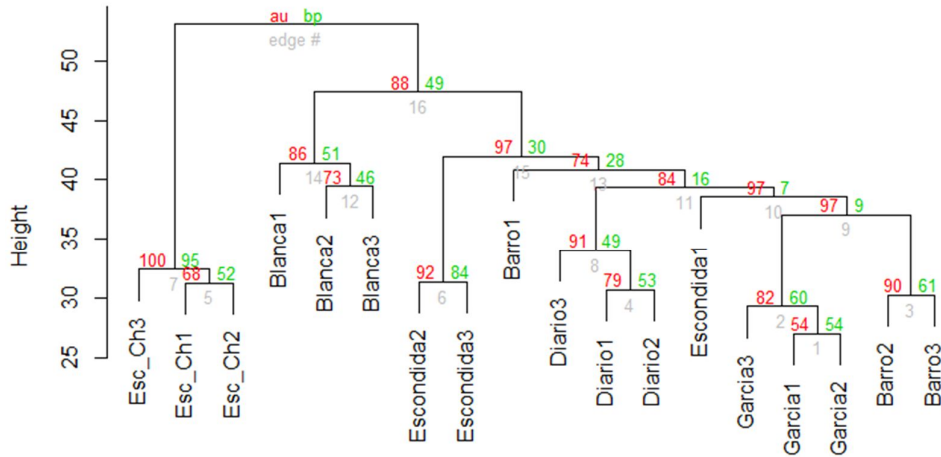 au bp
edge #
50
88 49
16
45
97 30
86 51
74 28
15
14
73 46
13
84 16
40
12
11
97 7
10
97 9
9
35
91 49
8
100 95
68 52
7
5
92 84
6
79 53
4
90 61
3
30
82 60
2
54 54
1
25
Height
Esc_Ch3
Esc_Ch1
Esc_Ch2
Blanca1
Blanca2
Blanca3
Escondida2
Escondida3
Barro1
Diario3
Diario1
Diario2
Escondida1
Garcia3
Garcia1
Garcia2
Barro2
Barro3